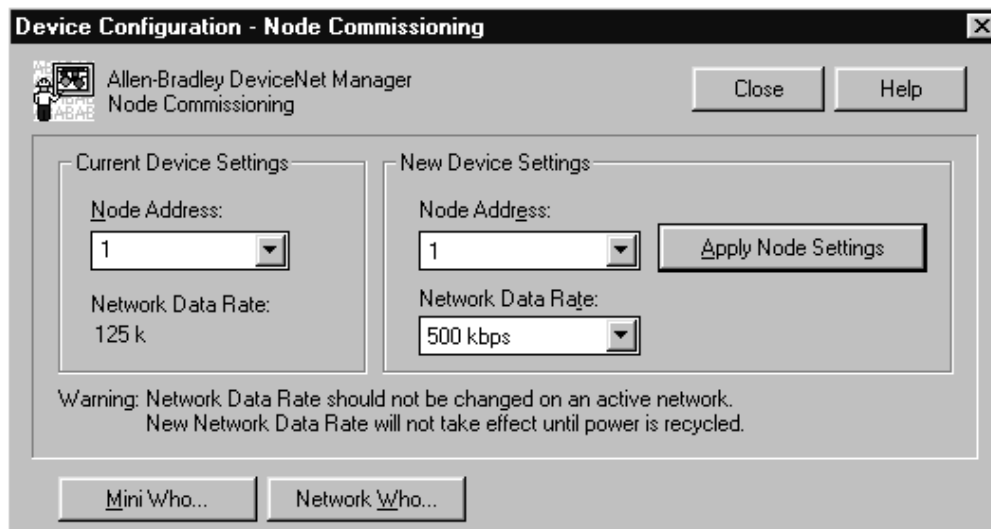 Device Configuration - Node Commissioning
Allen-Bradley DeviceNet Manager
Node Commissioning
Close
Help
Current Device Settings
Node Address:
1
Network Data Rate:
125 k
New Device Settings
Node Address:
1
Apply Node Settings
Network Data Rate:
500 kbps
Warning: Network Data Rate should not be changed on an active network.
New Network Data Rate will not take effect until power is recycled.
Mini Who...
Network Who...